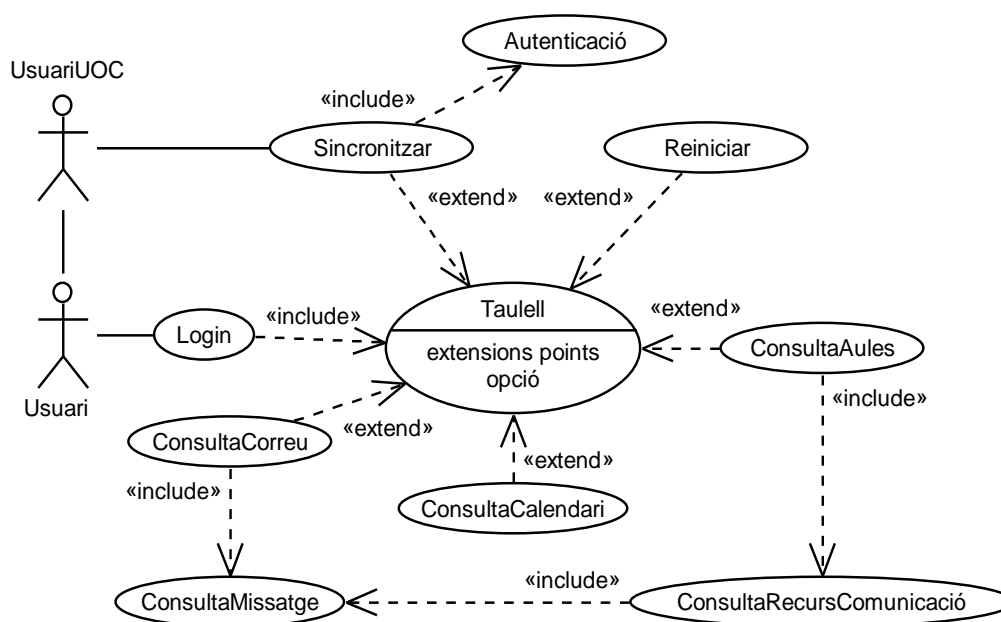 Autenticació
UsuariUOC
«include»
Sincronitzar
Reiniciar
«extend»
«extend»
Taulell
«include»
«extend»
Login
extensions points
opció
ConsultaAules
Usuari
«include»
«extend»
ConsultaCorreu
«extend»
«include»
ConsultaCalendari
«include»
ConsultaMissatge
ConsultaRecursComunicació